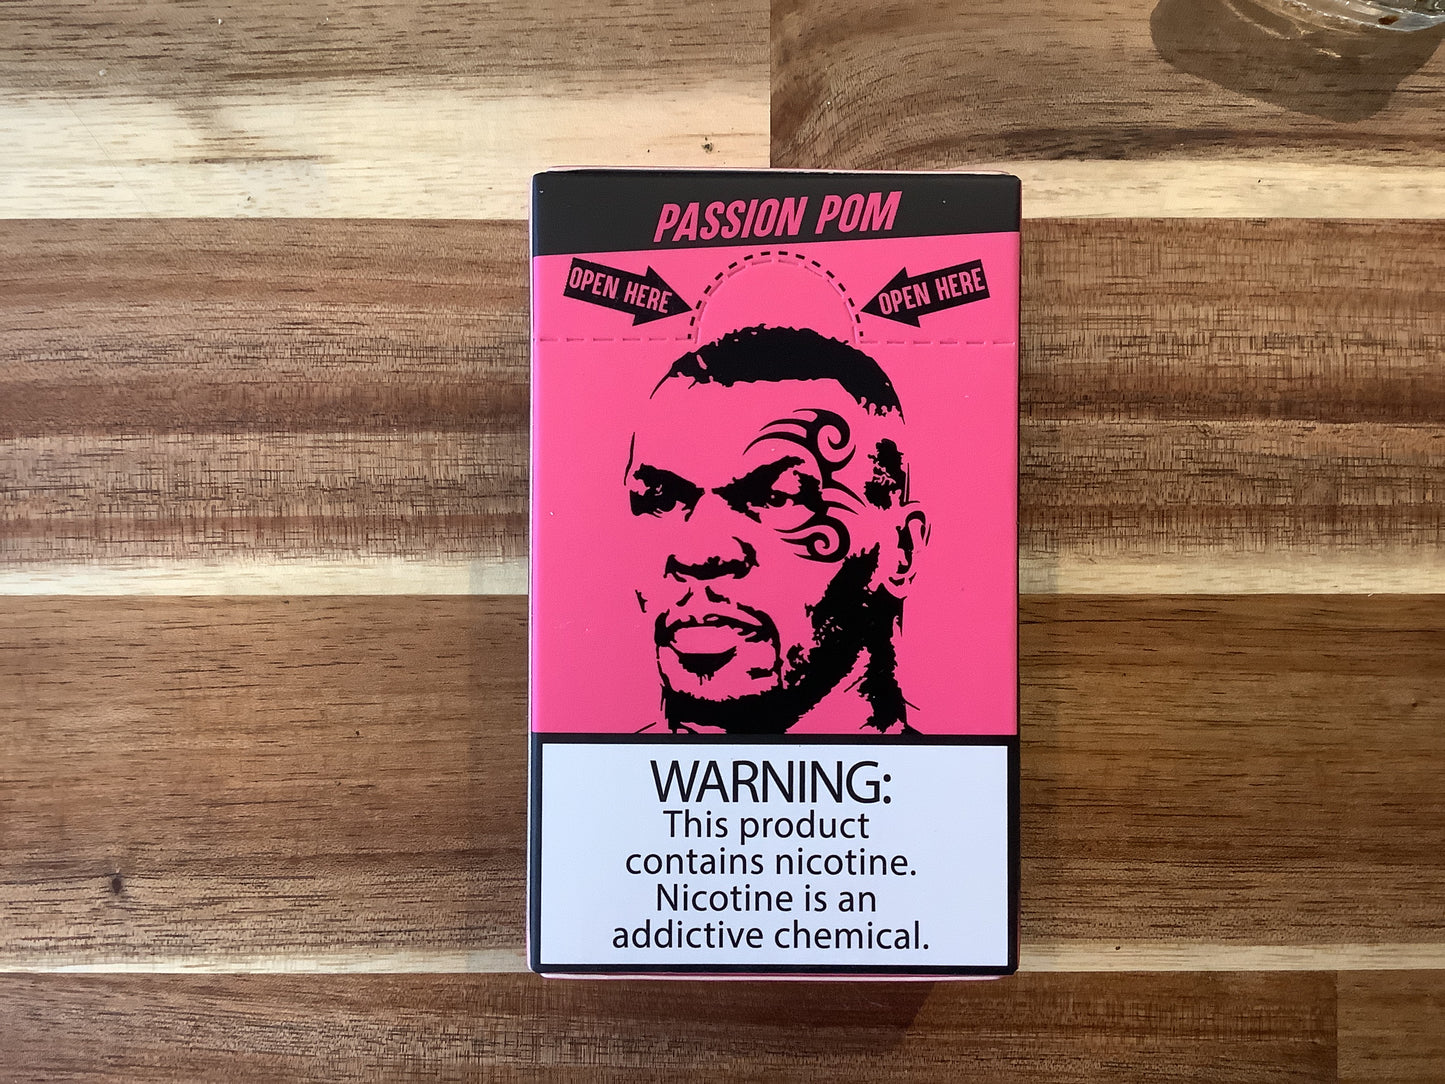 PASSION POM
OPEN HERE
OPEN HERE
WARNING:
This product
contains nicotine.
Nicotine is an
addictive chemical.